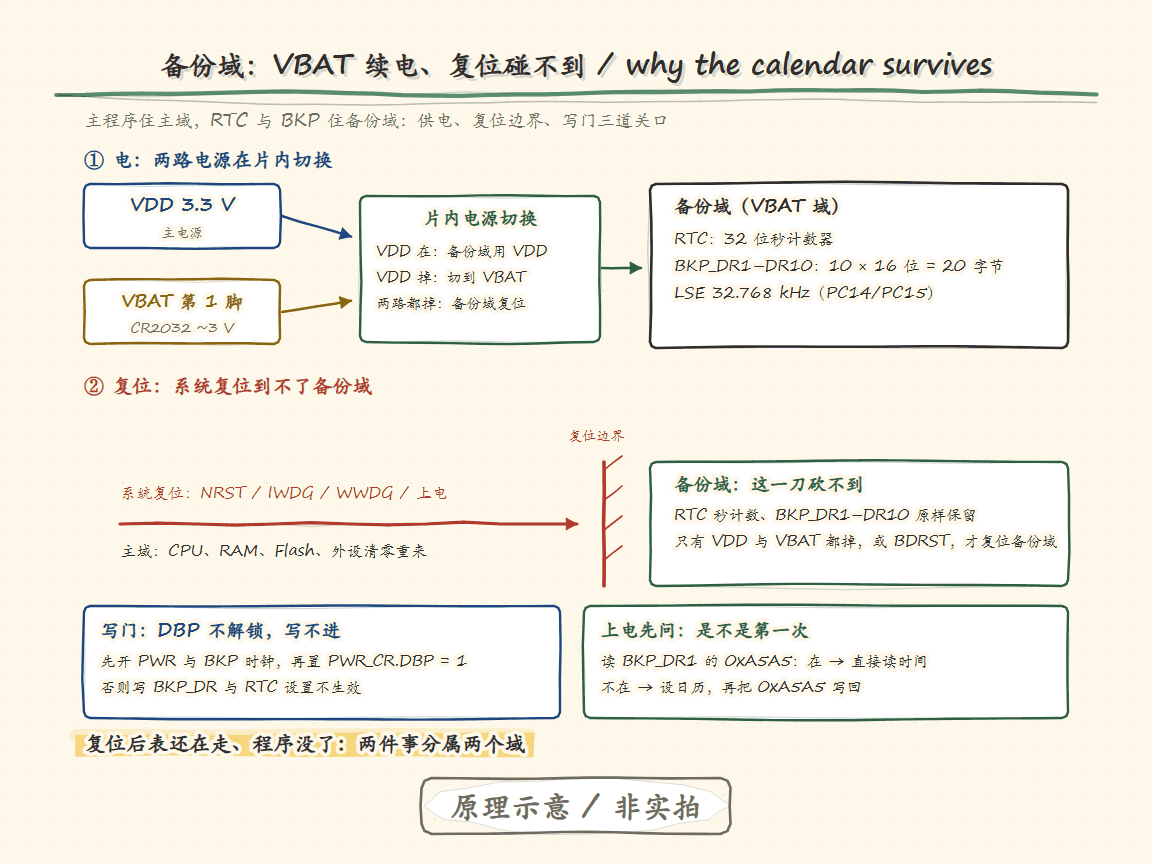 备份域：VBAT 续电、复位碰不到 / why the calendar survives
主程序住主域，RTC 与 BKP 住备份域：供电、复位边界、写门三道关口
① 电：两路电源在片内切换
VDD 3.3 V
主电源
VBAT 第 1 脚
CR2032 ~3 V
片内电源切换
VDD 在：备份域用 VDD
VDD 掉：切到 VBAT
两路都掉：备份域复位
备份域（VBAT 域）
RTC：32 位秒计数器
BKP_DR1–DR10：10 × 16 位 = 20 字节
LSE 32.768 kHz（PC14/PC15）
② 复位：系统复位到不了备份域
复位边界
系统复位：NRST / IWDG / WWDG / 上电
主域：CPU、RAM、Flash、外设清零重来
备份域：这一刀砍不到
RTC 秒计数、BKP_DR1–DR10 原样保留
只有 VDD 与 VBAT 都掉，或 BDRST，才复位备份域
写门：DBP 不解锁，写不进
先开 PWR 与 BKP 时钟，再置 PWR_CR.DBP = 1
否则写 BKP_DR 与 RTC 设置不生效
上电先问：是不是第一次
读 BKP_DR1 的 0xA5A5：在 → 直接读时间
不在 → 设日历，再把 0xA5A5 写回
复位后表还在走、程序没了：两件事分属两个域
原理示意 / 非实拍